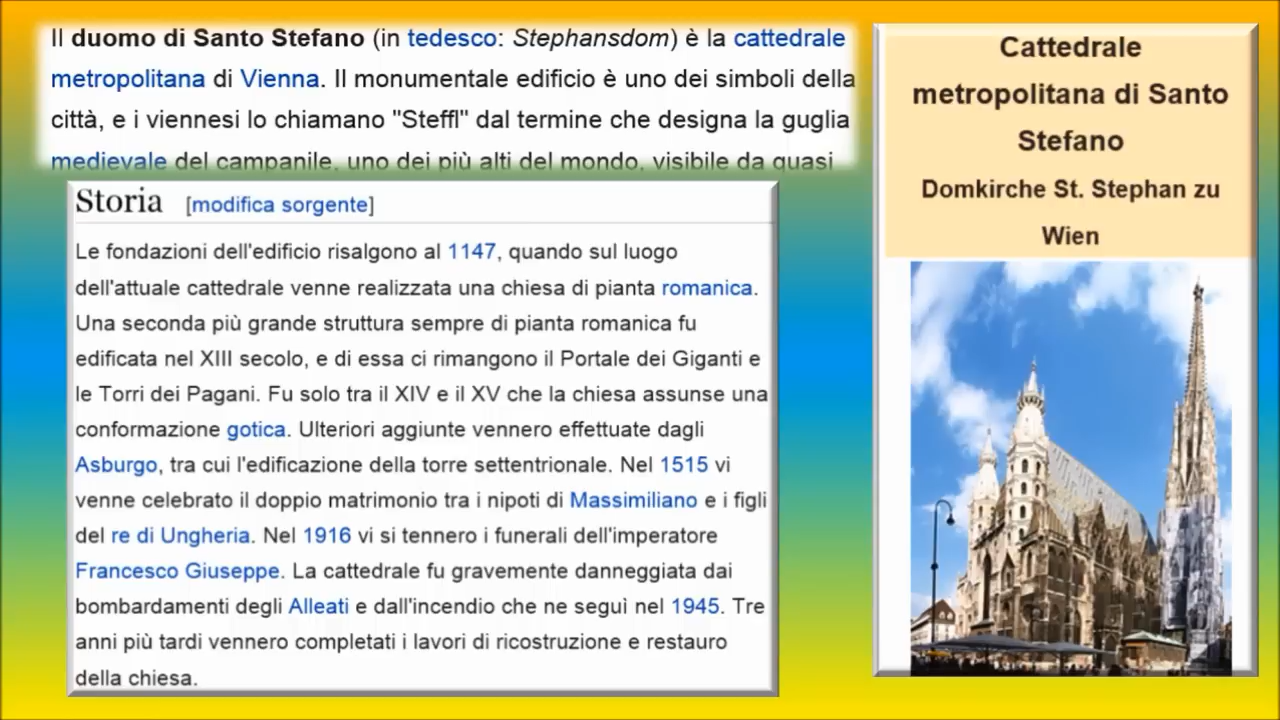 Il duomo di Santo Stefano (in tedesco: Stephansdom) è la cattedrale
metropolitana di Vienna. Il monumentale edificio è uno dei simboli della
città, e i viennesi lo chiamano "Steffl" dal termine che designa la guglia
medievale del campanile, uno dei più alti del mondo, visibile da quasi
Storia [modifica sorgente]
Le fondazioni dell'edificio risalgono al 1147, quando sul luogo
dell'attuale cattedrale venne realizzata una chiesa di pianta romanica.
Una seconda più grande struttura sempre di pianta romanica fu
edificata nel XIII secolo, e di essa ci rimangono il Portale dei Giganti e
le Torri dei Pagani. Fu solo tra il XIV e il XV che la chiesa assunse una
conformazione gotica. Ulteriori aggiunte vennero effettuate dagli
Asburgo, tra cui l'edificazione della torre settentrionale. Nel 1515 vi
venne celebrato il doppio matrimonio tra i nipoti di Massimiliano e i figli
del re di Ungheria. Nel 1916 vi si tennero i funerali dell'imperatore
Francesco Giuseppe. La cattedrale fu gravemente danneggiata dai
bombardamenti degli Alleati e dall'incendio che ne seguì nel 1945. Tre
anni più tardi vennero completati i lavori di ricostruzione e restauro
della chiesa.
Cattedrale
metropolitana di Santo
Stefano
Domkirche St. Stephan zu
Wien